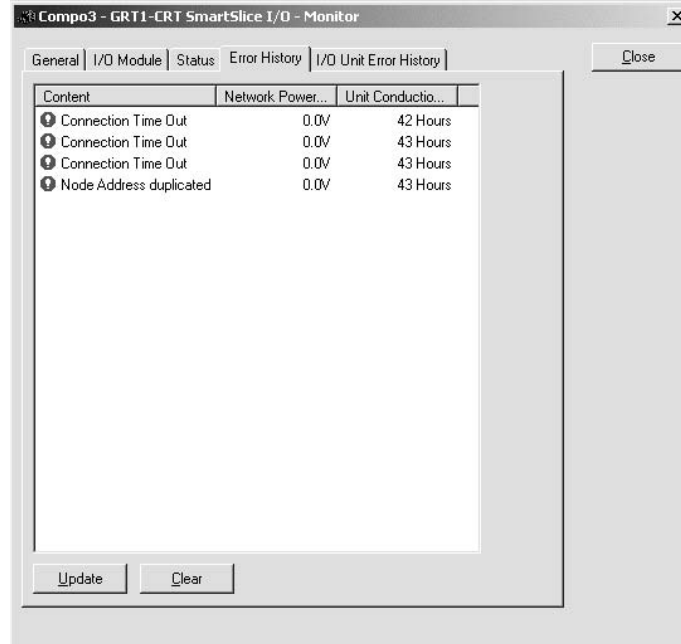 Compo3 - GRT1-CRT SmartSlice I/O - Monitor
General I/O Module Status Error History I/O Unit Error History Close
Content Network Power... Unit Conductio...
Connection Time Out 0.0V 42 Hours
Connection Time Out 0.0V 43 Hours
Connection Time Out 0.0V 43 Hours
Node Address duplicated 0.0V 43 Hours
Update Clear